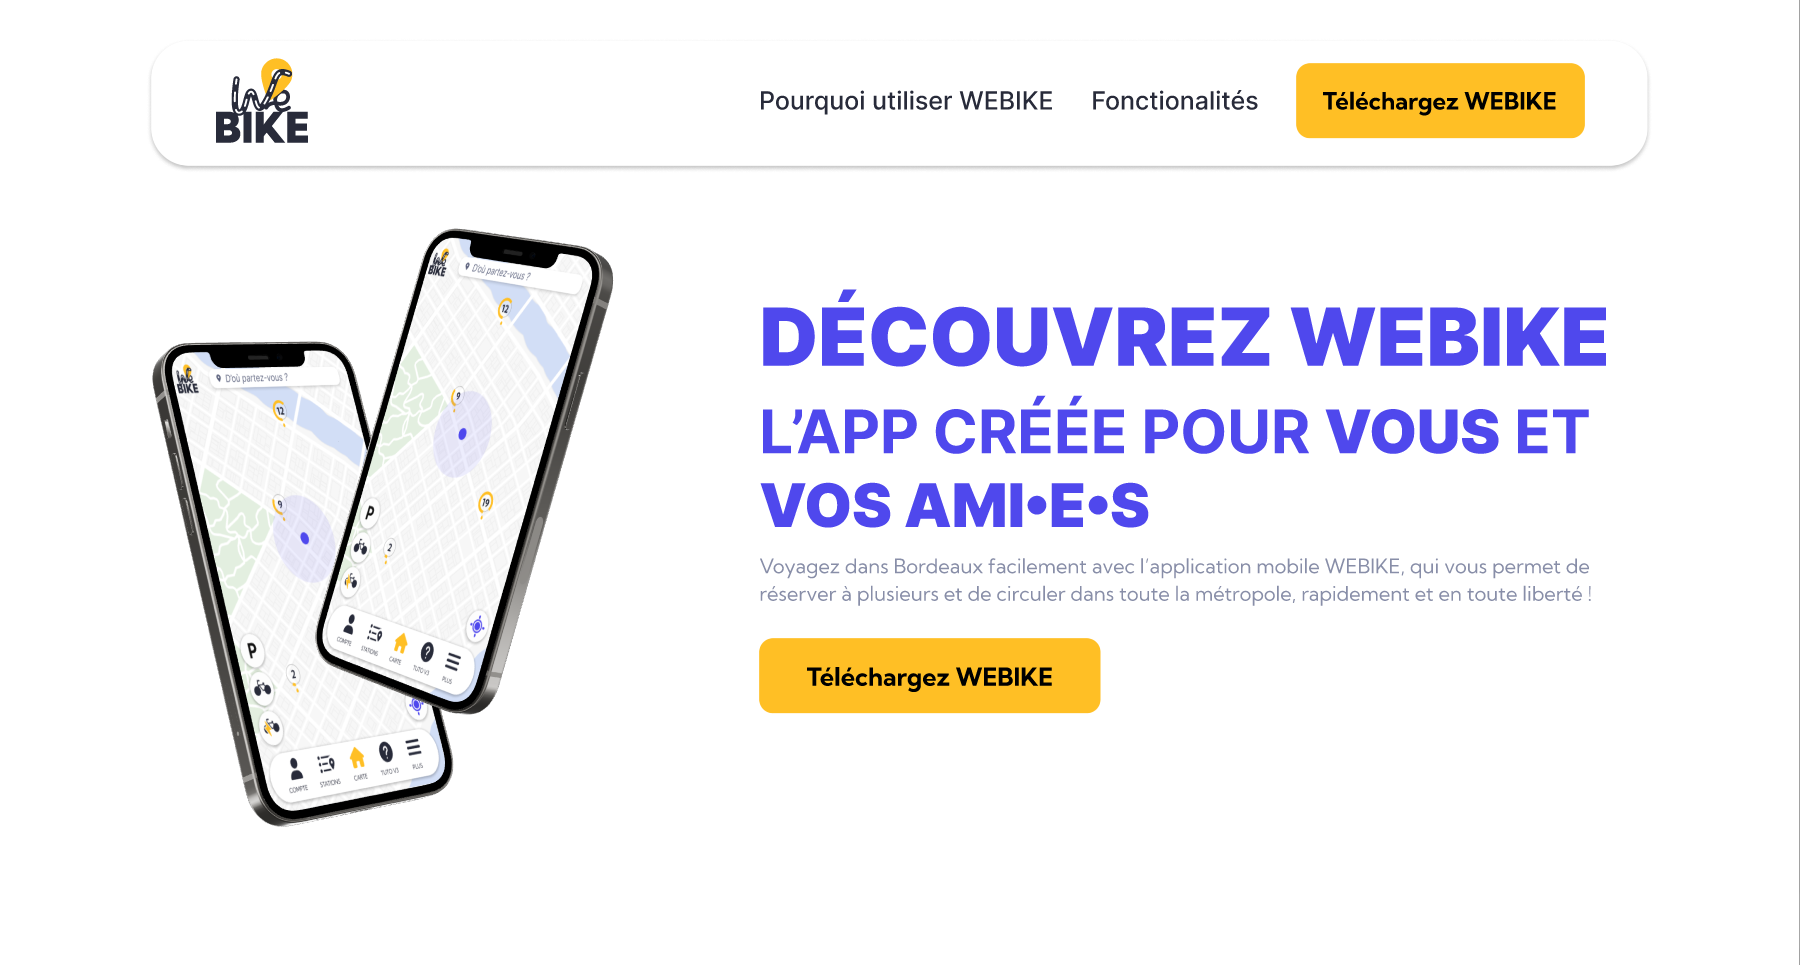 We
BIKE
Pourquoi utiliser WEBIKE
Fonctionalités
Téléchargez WEBIKE
DÉCOUVREZ WEBIKE
L’APP CRÉÉE POUR VOUS ET
VOS AMI•E•S
Voyagez dans Bordeaux facilement avec l’application mobile WEBIKE, qui vous permet de
réserver à plusieurs et de circuler dans toute la métropole, rapidement et en toute liberté !
Téléchargez WEBIKE
We
BIKE
D'où partez-vous ?
12
9
19
P
2
COMPTE
STATIONS
CARTE
TUTO V3
PLUS
We
BIKE
D'où partez-vous ?
12
9
P
2
COMPTE
STATIONS
CARTE
TUTO V3
PLUS